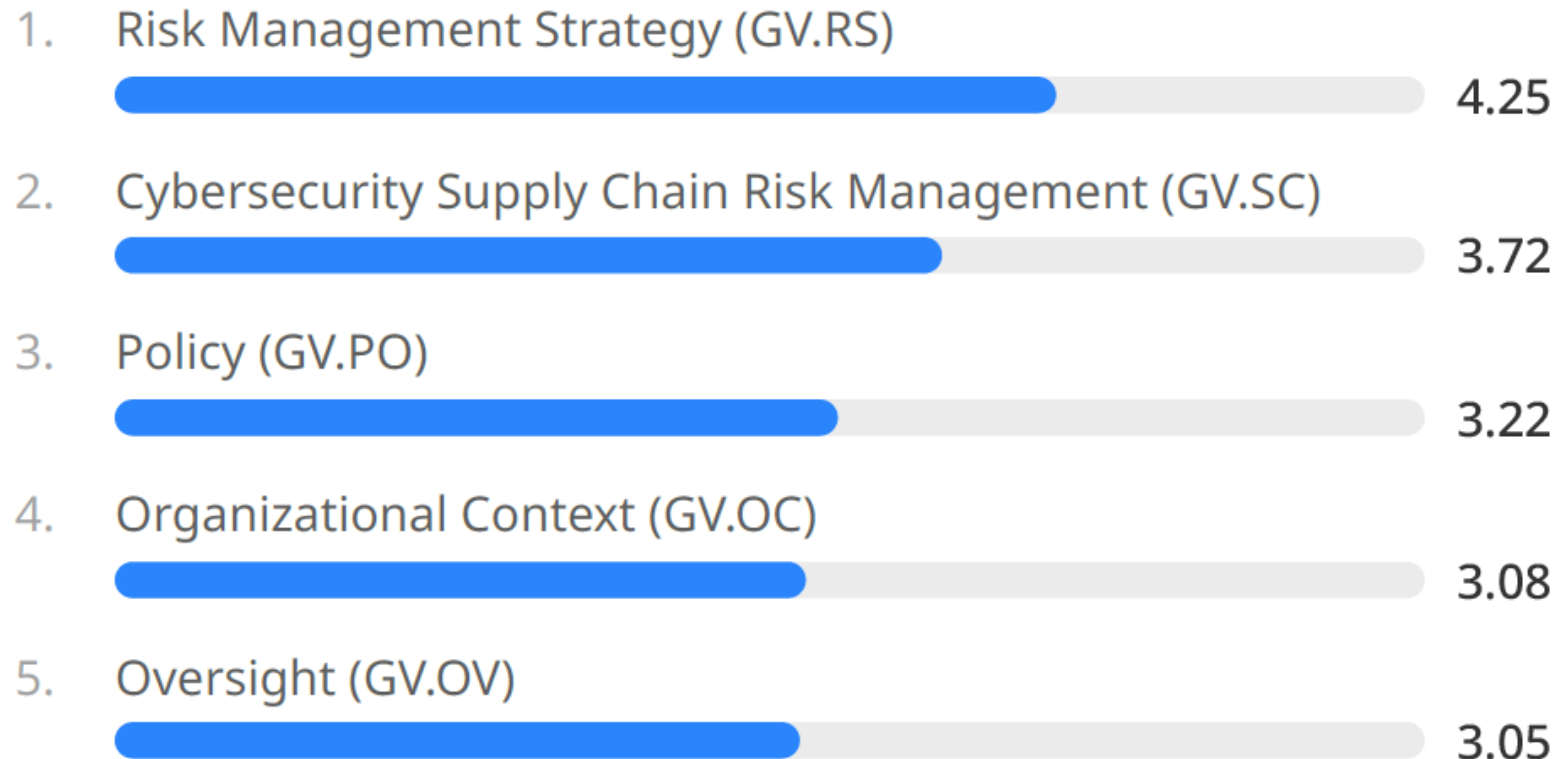 1. Risk Management Strategy (GV.RS)
4.25
2. Cybersecurity Supply Chain Risk Management (GV.SC)
3.72
3. Policy (GV.PO)
3.22
4. Organizational Context (GV.OC)
3.08
5. Oversight (GV.OV)
3.05